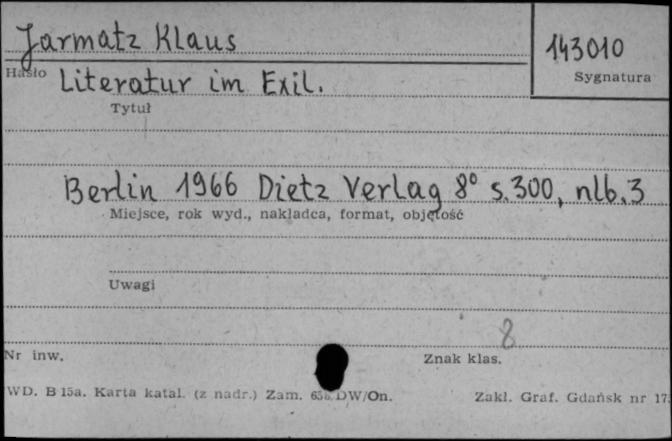 Jarmatz Klaus
143010
Hasło
Sygnatura
Literatur im Exil.
Tytuł
Berlin 1966 Dietz Verlag 8° s.300, nlb.3
Miejsce, rok wyd., nakładca, format, objętość
Uwagi
8
Nr inw.
Znak klas.
WD. B 15a. Karta katal. (z nadr.) Zam. DW/On.
Zakl. Graf. Gdańsk nr 17